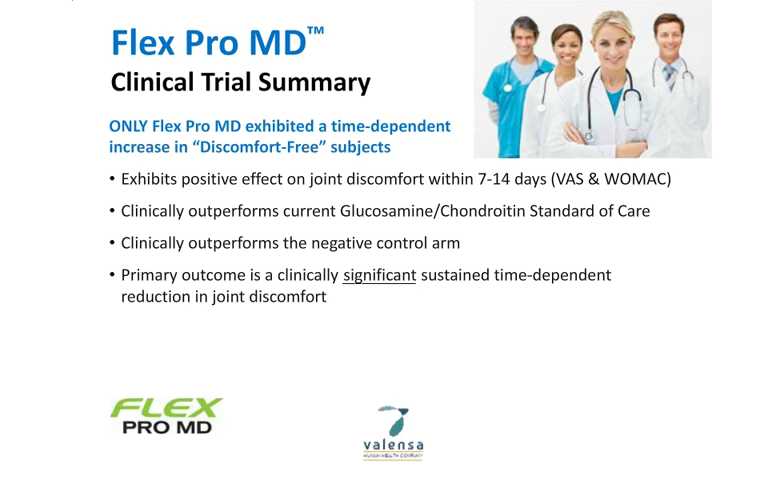 Flex Pro MD™
Clinical Trial Summary
ONLY Flex Pro MD exhibited a time-dependent
increase in “Discomfort-Free” subjects
• Exhibits positive effect on joint discomfort within 7-14 days (VAS & WOMAC)
• Clinically outperforms current Glucosamine/Chondroitin Standard of Care
• Clinically outperforms the negative control arm
• Primary outcome is a clinically significant sustained time-dependent
reduction in joint discomfort
FLEX
PRO MD
valensa
HUMAN HEALTH COMPANY